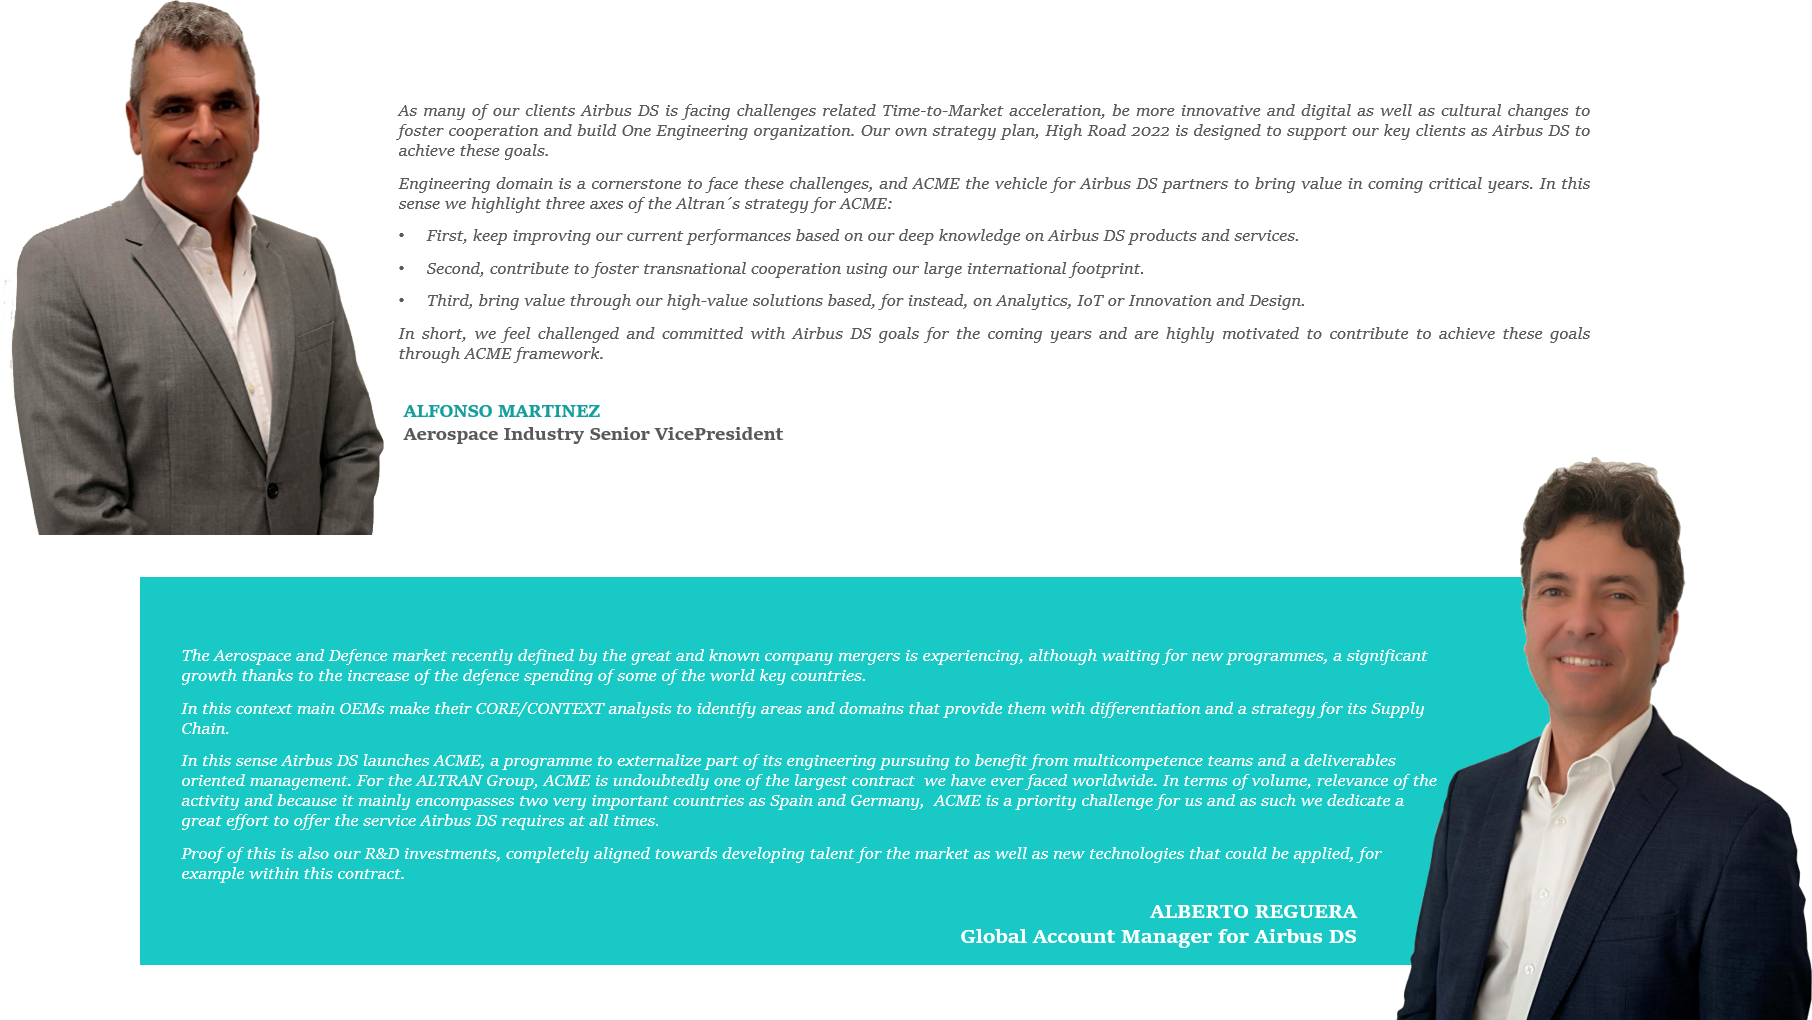 As many of our clients Airbus DS is facing challenges related Time-to-Market acceleration, be more innovative and digital as well as cultural changes to
foster cooperation and build One Engineering organization. Our own strategy plan, High Road 2022 is designed to support our key clients as Airbus DS to
achieve these goals.
Engineering domain is a cornerstone to face these challenges, and ACME the vehicle for Airbus DS partners to bring value in coming critical years. In this
sense we highlight three axes of the Altran´s strategy for ACME:
• First, keep improving our current performances based on our deep knowledge on Airbus DS products and services.
• Second, contribute to foster transnational cooperation using our large international footprint.
• Third, bring value through our high-value solutions based, for instead, on Analytics, IoT or Innovation and Design.
In short, we feel challenged and committed with Airbus DS goals for the coming years and are highly motivated to contribute to achieve these goals
through ACME framework.
ALFONSO MARTINEZ
Aerospace Industry Senior VicePresident
The Aerospace and Defence market recently defined by the great and known company mergers is experiencing, although waiting for new programmes, a significant
growth thanks to the increase of the defence spending of some of the world key countries.
In this context main OEMs make their CORE/CONTEXT analysis to identify areas and domains that provide them with differentiation and a strategy for its Supply
Chain.
In this sense Airbus DS launches ACME, a programme to externalize part of its engineering pursuing to benefit from multicompetence teams and a deliverables
oriented management. For the ALTRAN Group, ACME is undoubtedly one of the largest contract we have ever faced worldwide. In terms of volume, relevance of the
activity and because it mainly encompasses two very important countries as Spain and Germany, ACME is a priority challenge for us and as such we dedicate a
great effort to offer the service Airbus DS requires at all times.
Proof of this is also our R&D investments, completely aligned towards developing talent for the market as well as new technologies that could be applied, for
example within this contract.
ALBERTO REGUERA
Global Account Manager for Airbus DS